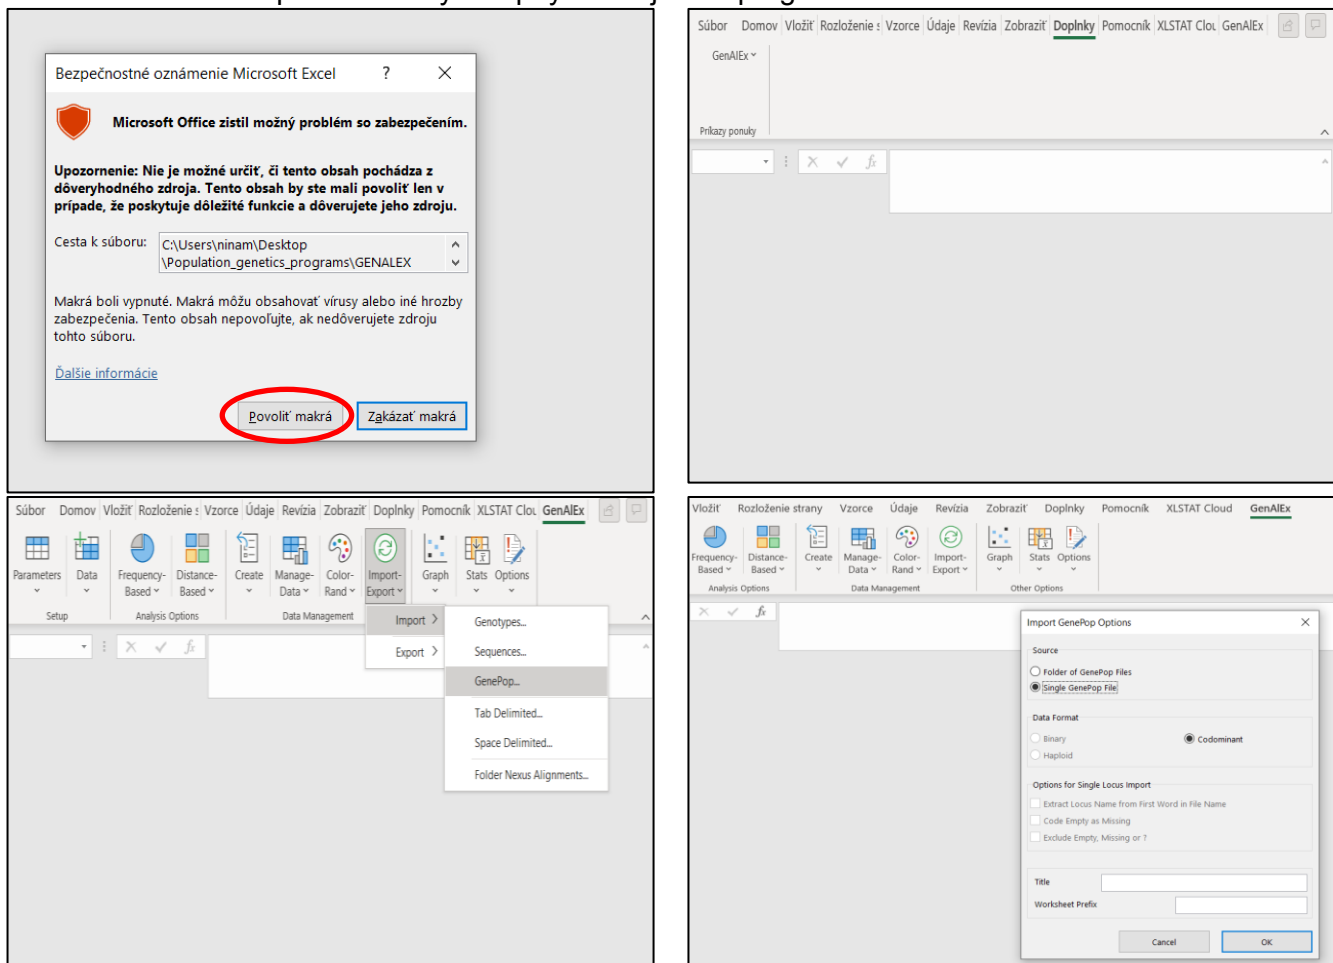 Bezpečnostné oznámenie Microsoft Excel ? ×
Microsoft Office zistil možný problém so zabezpečením.
Upozornenie: Nie je možné určiť, či tento obsah pochádza z
dôveryhodného zdroja. Tento obsah by ste mali povoliť len v
prípade, že poskytuje dôležité funkcie a dôverujete jeho zdroju.
Cesta k súboru: C:\Users\ninam\Desktop
\Population_genetics_programs\GENALEX
Makrá boli vypnuté. Makrá môžu obsahovať vírusy alebo iné hrozby
zabezpečenia. Tento obsah nepovoľujte, ak nedôverujete zdroju
tohto súboru.
Ďalšie informácie
Povoliť makrá Zakázať makrá
Súbor Domov Vložiť Rozloženie s Vzorce Údaje Revízia Zobraziť Doplnky Pomocník XLSTAT Clou GenAlEx
GenAlEx
Príkazy ponuky
fx
Súbor Domov Vložiť Rozloženie s Vzorce Údaje Revízia Zobraziť Doplnky Pomocník XLSTAT Clou GenAlEx
Parameters Data Frequency- Distance- Create Manage- Color- Import- Graph Stats Options
Based Based Data Rand Export
Setup Analysis Options Data Management
Import > Genotypes...
Export > Sequences...
GenePop...
Tab Delimited...
Space Delimited...
Folder Nexus Alignments...
fx
Vložiť Rozloženie strany Vzorce Údaje Revízia Zobraziť Doplnky Pomocník XLSTAT Cloud GenAlEx
Frequency- Distance- Create Manage- Color- Import- Graph Stats Options
Based Based Data Rand Export
Analysis Options Data Management Other Options
fx
Import GenePop Options ×
Source
Folder of GenePop Files
Single GenePop File
Data Format
Binary Codominant
Haploid
Options for Single Locus Import
Extract Locus Name from First Word in File Name
Code Empty as Missing
Exclude Empty, Missing or ?
Title
Worksheet Prefix
Cancel OK